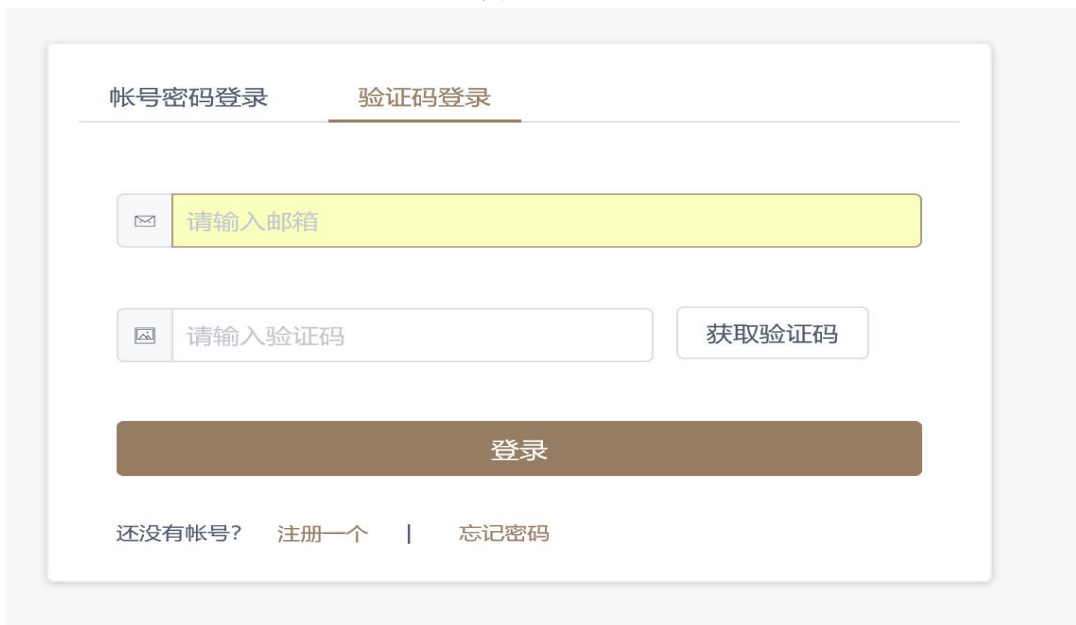 帐号密码登录 验证码登录
请输入邮箱
请输入验证码 获取验证码
登录
还没有帐号? 注册一个 | 忘记密码